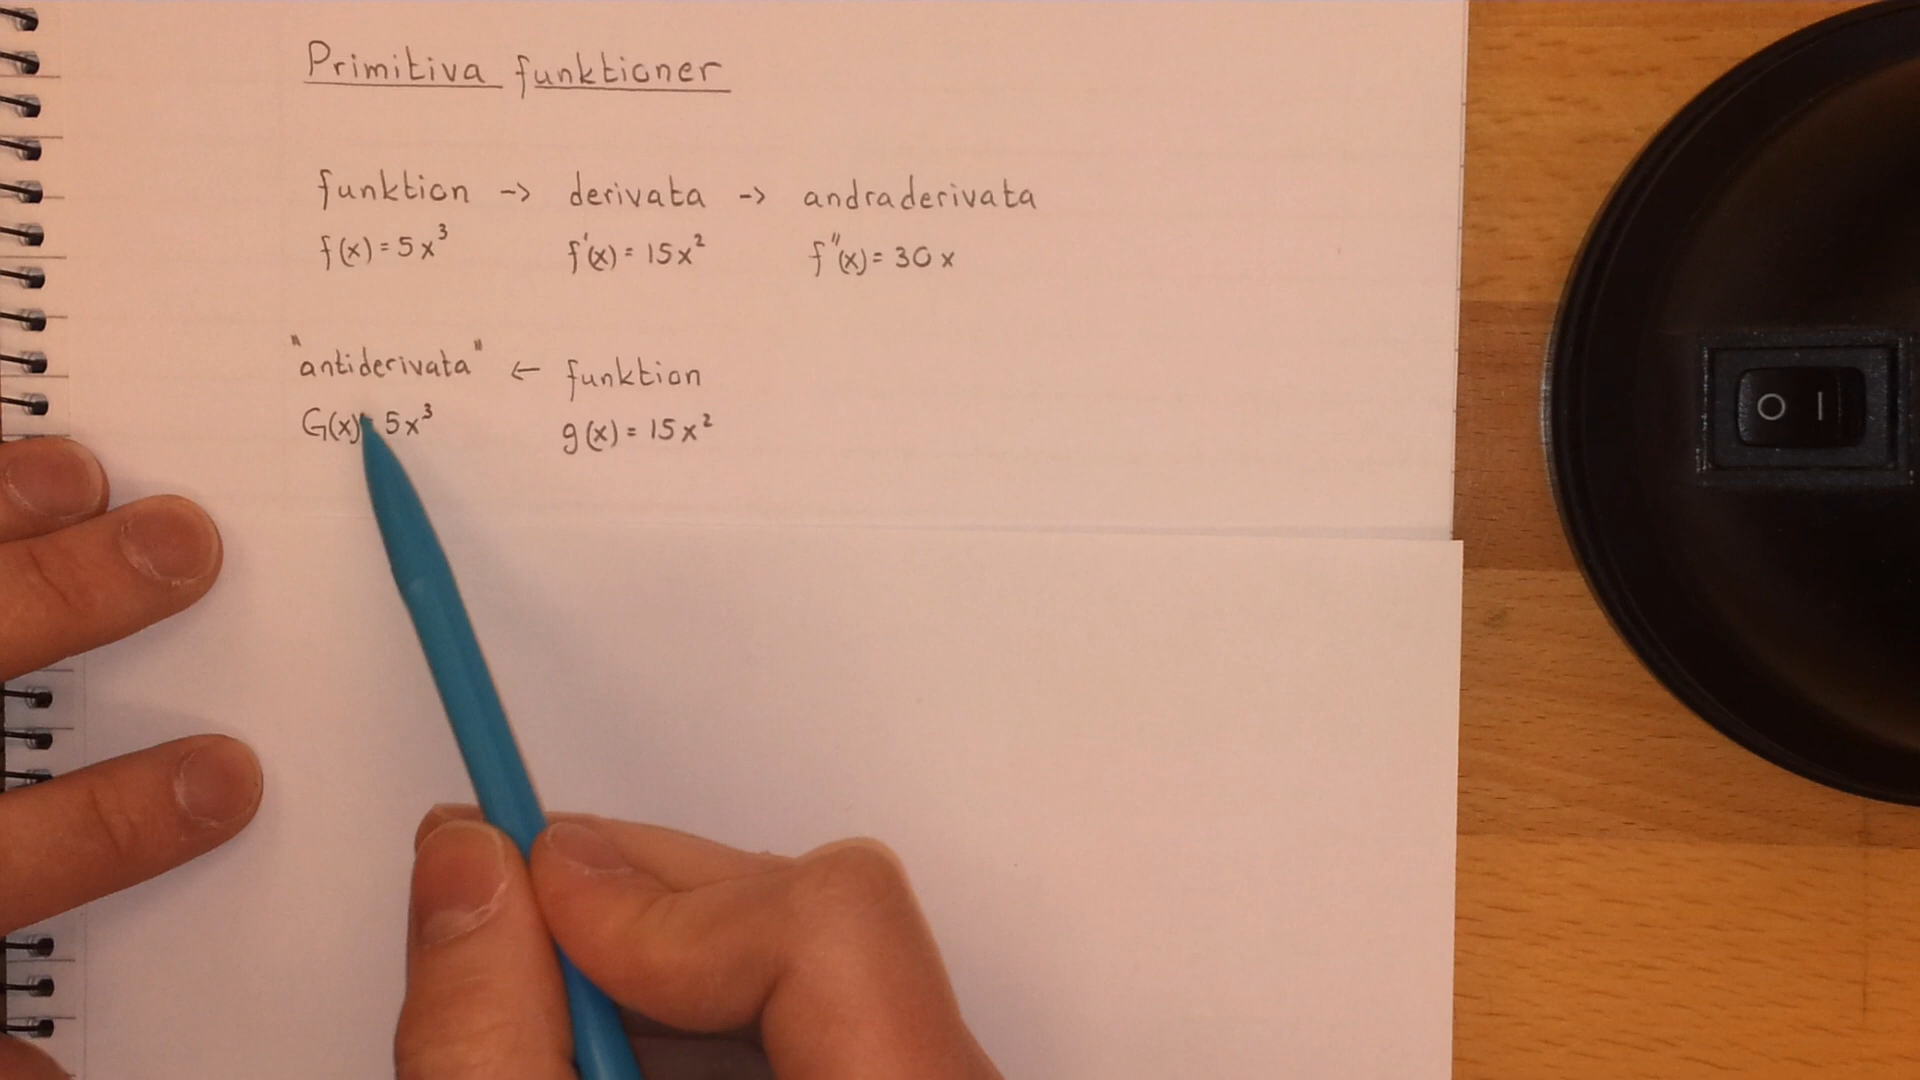 Primitiva funktioner
funktion -> derivata -> andraderivata
f(x) = 5x³ f'(x) = 15x² f"(x) = 30x
"antiderivata" ← funktion
G(x) = 5x³ g(x) = 15x²
O I